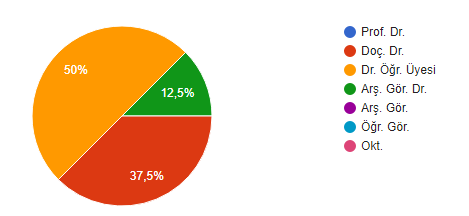 50%
12,5%
37,5%
Prof. Dr.
Doç. Dr.
Dr. Öğr. Üyesi
Arş. Gör. Dr.
Arş. Gör.
Öğr. Gör.
Okt.